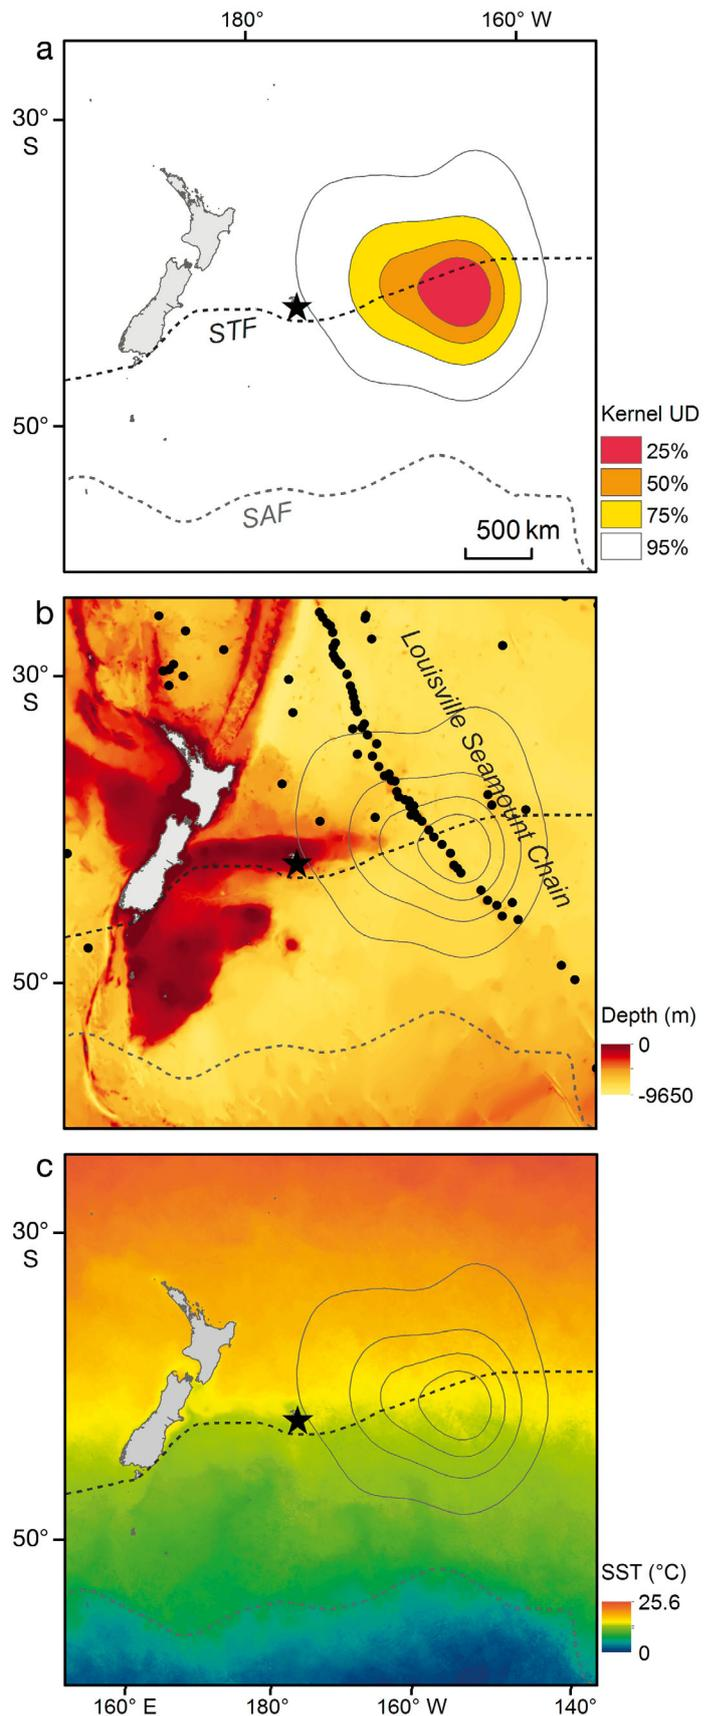 180° 160° W
a
30°
S
STF
50°
SAF
500 km
Kernel UD
25%
50%
75%
95%
b
30°
S
Louisville Seamount Chain
50°
Depth (m)
0
-9650
c
30°
S
50°
SST (°C)
25.6
0
160° E 180° 160° W 140°